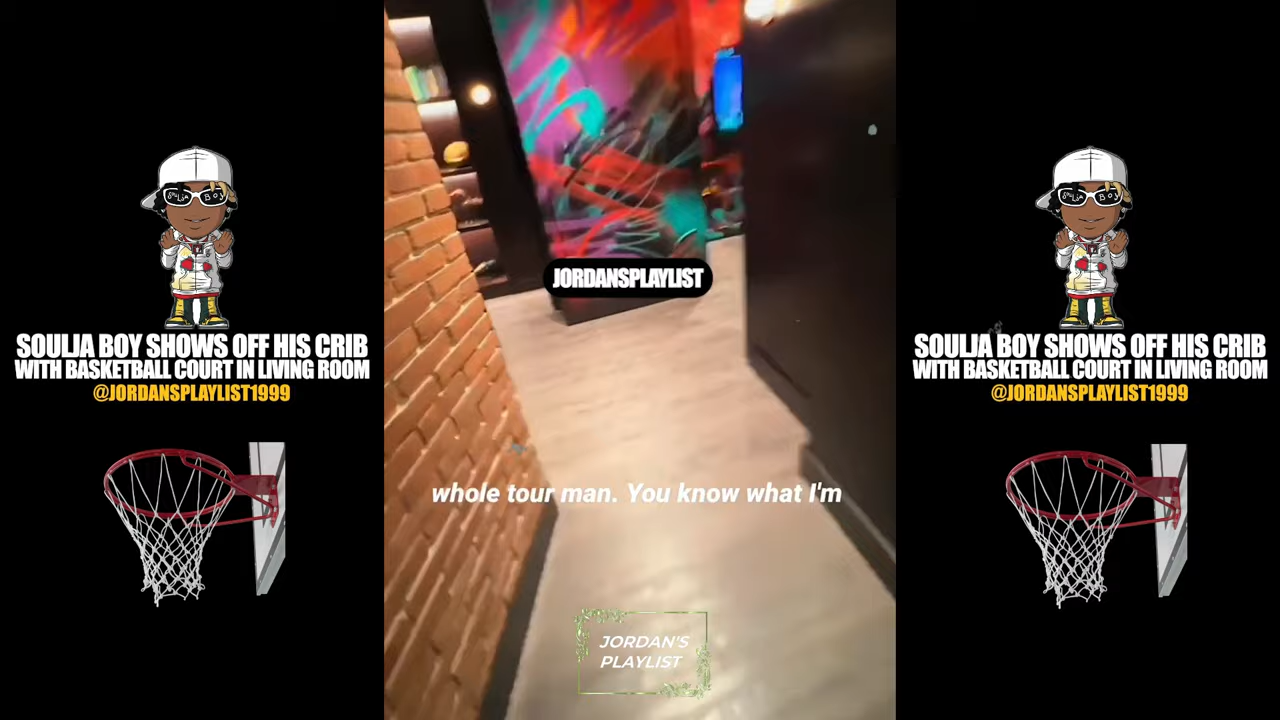 SOULJA BOY SHOWS OFF HIS CRIB
WITH BASKETBALL COURT IN LIVING ROOM
@JORDANSPLAYLIST1999
JORDANSPLAYLIST
whole tour man. You know what I'm
JORDAN'S
PLAYLIST
SOULJA BOY SHOWS OFF HIS CRIB
WITH BASKETBALL COURT IN LIVING ROOM
@JORDANSPLAYLIST1999